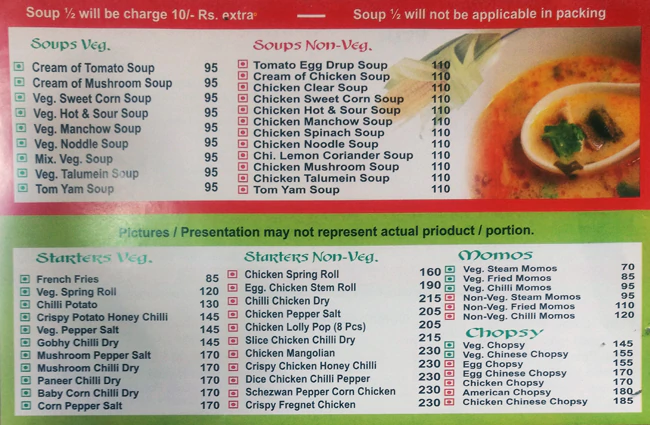 Soup ½ will be charge 10/- Rs. extra — Soup ½ will not be applicable in packing
Soups Veg.
Cream of Tomato Soup 95
Cream of Mushroom Soup 95
Veg. Sweet Corn Soup 95
Veg. Hot & Sour Soup 95
Veg. Manchow Soup 95
Veg. Noddle Soup 95
Mix. Veg. Soup 95
Veg. Talumein Soup 95
Tom Yam Soup 95
Soups Non-Veg.
Tomato Egg Drup Soup 110
Cream of Chicken Soup 110
Chicken Clear Soup 110
Chicken Sweet Corn Soup 110
Chicken Hot & Sour Soup 110
Chicken Manchow Soup 110
Chicken Spinach Soup 110
Chicken Noodle Soup 110
Chi. Lemon Coriander Soup 110
Chicken Mushroom Soup 110
Chicken Talumein Soup 110
Tom Yam Soup 110
Pictures / Presentation may not represent actual prioduct / portion.
Starters Veg.
French Fries 85
Veg. Spring Roll 120
Chilli Potato 130
Crispy Potato Honey Chilli 145
Veg. Pepper Salt 145
Gobhy Chilli Dry 145
Mushroom Pepper Salt 170
Mushroom Chilli Dry 170
Paneer Chilli Dry 170
Baby Corn Chilli Dry 170
Corn Pepper Salt 170
Starters Non-Veg.
Chicken Spring Roll 160
Egg. Chicken Stem Roll 190
Chilli Chicken Dry 215
Chicken Pepper Salt 205
Chicken Lolly Pop (8 Pcs) 205
Slice Chicken Chilli Dry 215
Chicken Mangolian 230
Crispy Chicken Honey Chilli 230
Dice Chicken Chilli Pepper 230
Schezwan Pepper Corn Chicken 230
Crispy Fregnet Chicken 230
Momos
Veg. Steam Momos 70
Veg. Fried Momos 85
Veg. Chilli Momos 95
Non-Veg. Steam Momos 95
Non-Veg. Fried Momos 110
Non-Veg. Chilli Momos 120
Chopsy
Veg. Chopsy 145
Veg. Chinese Chopsy 155
Egg Chopsy 155
Egg Chinese Chopsy 170
Chicken Chopsy 170
American Chopsy 180
Chicken Chinese Chopsy 185